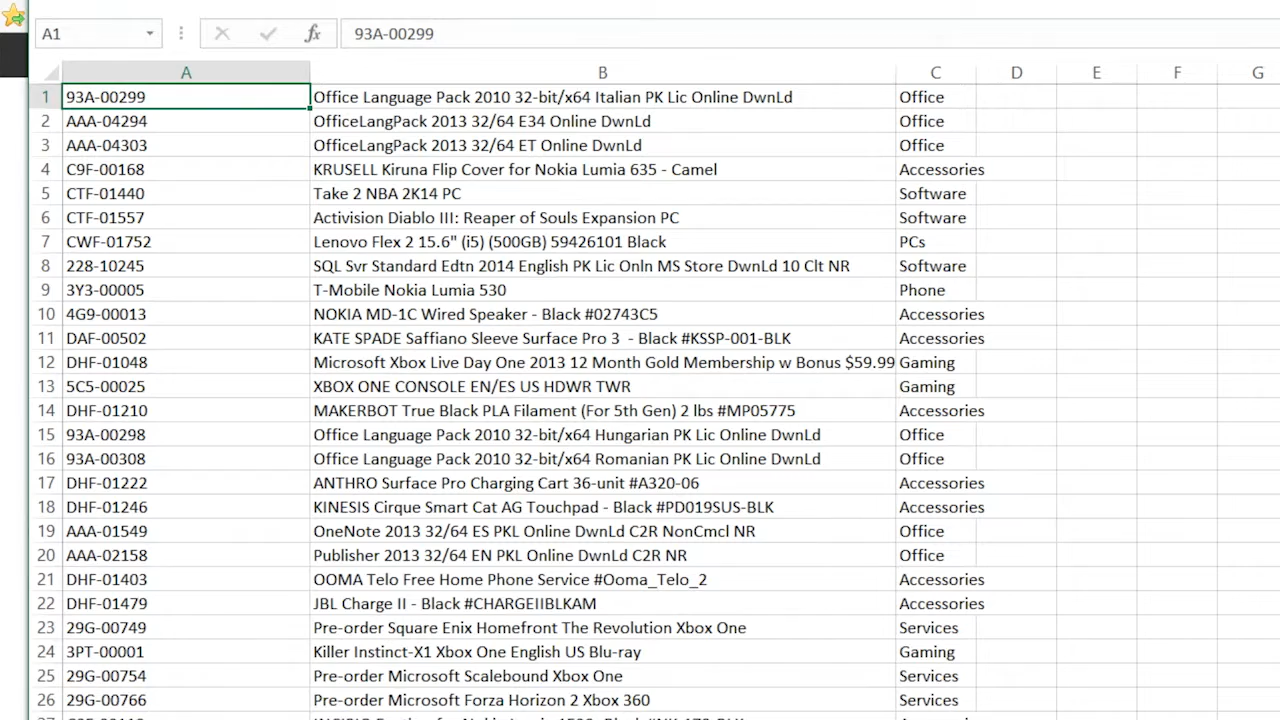 A1 fx 93A-00299
A B C D E F G
1 93A-00299 Office Language Pack 2010 32-bit/x64 Italian PK Lic Online DwnLd Office
2 AAA-04294 OfficeLangPack 2013 32/64 E34 Online DwnLd Office
3 AAA-04303 OfficeLangPack 2013 32/64 ET Online DwnLd Office
4 C9F-00168 KRUSELL Kiruna Flip Cover for Nokia Lumia 635 - Camel Accessories
5 CTF-01440 Take 2 NBA 2K14 PC Software
6 CTF-01557 Activision Diablo III: Reaper of Souls Expansion PC Software
7 CWF-01752 Lenovo Flex 2 15.6" (i5) (500GB) 59426101 Black PCs
8 228-10245 SQL Svr Standard Edtn 2014 English PK Lic Onln MS Store DwnLd 10 Clt NR Software
9 3Y3-00005 T-Mobile Nokia Lumia 530 Phone
10 4G9-00013 NOKIA MD-1C Wired Speaker - Black #02743C5 Accessories
11 DAF-00502 KATE SPADE Saffiano Sleeve Surface Pro 3  - Black #KSSP-001-BLK Accessories
12 DHF-01048 Microsoft Xbox Live Day One 2013 12 Month Gold Membership w Bonus $59.99 Gaming
13 5C5-00025 XBOX ONE CONSOLE EN/ES US HDWR TWR Gaming
14 DHF-01210 MAKERBOT True Black PLA Filament (For 5th Gen) 2 lbs #MP05775 Accessories
15 93A-00298 Office Language Pack 2010 32-bit/x64 Hungarian PK Lic Online DwnLd Office
16 93A-00308 Office Language Pack 2010 32-bit/x64 Romanian PK Lic Online DwnLd Office
17 DHF-01222 ANTHRO Surface Pro Charging Cart 36-unit #A320-06 Accessories
18 DHF-01246 KINESIS Cirque Smart Cat AG Touchpad - Black #PD019SUS-BLK Accessories
19 AAA-01549 OneNote 2013 32/64 ES PKL Online DwnLd C2R NonCmcl NR Office
20 AAA-02158 Publisher 2013 32/64 EN PKL Online DwnLd C2R NR Office
21 DHF-01403 OOMA Telo Free Home Phone Service #Ooma_Telo_2 Accessories
22 DHF-01479 JBL Charge II - Black #CHARGEIIBLKAM Accessories
23 29G-00749 Pre-order Square Enix Homefront The Revolution Xbox One Services
24 3PT-00001 Killer Instinct-X1 Xbox One English US Blu-ray Gaming
25 29G-00754 Pre-order Microsoft Scalebound Xbox One Services
26 29G-00766 Pre-order Microsoft Forza Horizon 2 Xbox 360 Services